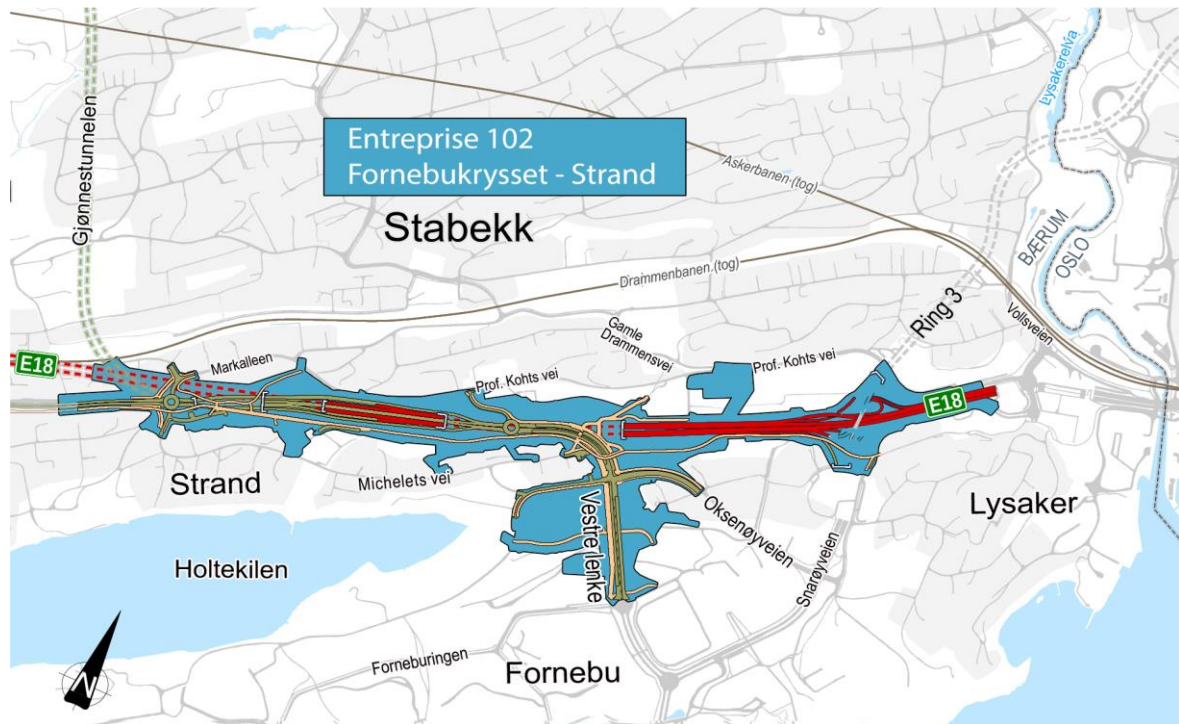 Entreprise 102
Fornebukrysset - Strand
Stabekk
Gjønnestunnelen
Askerbanen (tog)
Lysakerelva
BÆRUM
OSLO
Drammenbanen (tog)
Ring 3
Vollsveien
Gamle
Drammensvei
Prof. Kohts vei
E18
Markalleen
Prof. Kohts vei
E18
Strand
Michelets vei
Vestre lenke
Oksenøyveien
Snarøyveien
Lysaker
Holtekilen
Forneburingen
Fornebu
N